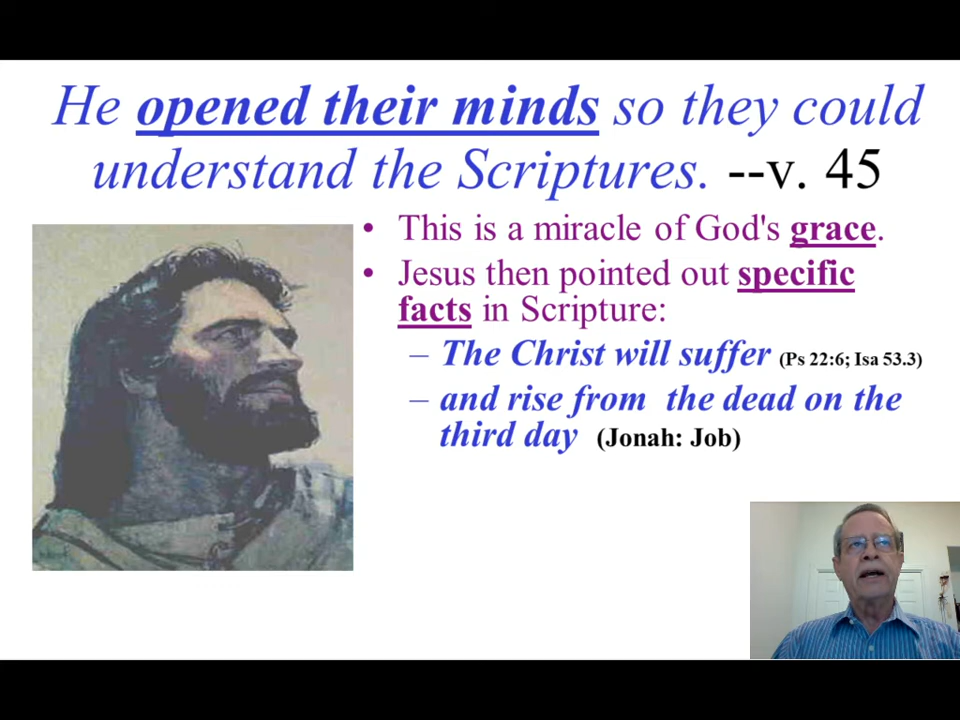 He opened their minds so they could
understand the Scriptures. --v. 45
• This is a miracle of God's grace.
• Jesus then pointed out specific
facts in Scripture:
– The Christ will suffer (Ps 22:6; Isa 53.3)
– and rise from the dead on the
third day (Jonah: Job)